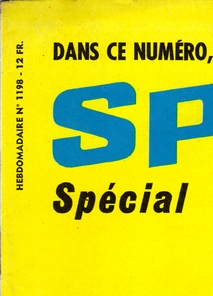 HEBDOMADAIRE N° 1198 - 12 FR.
DANS CE NUMÉRO,
SP
Spécial